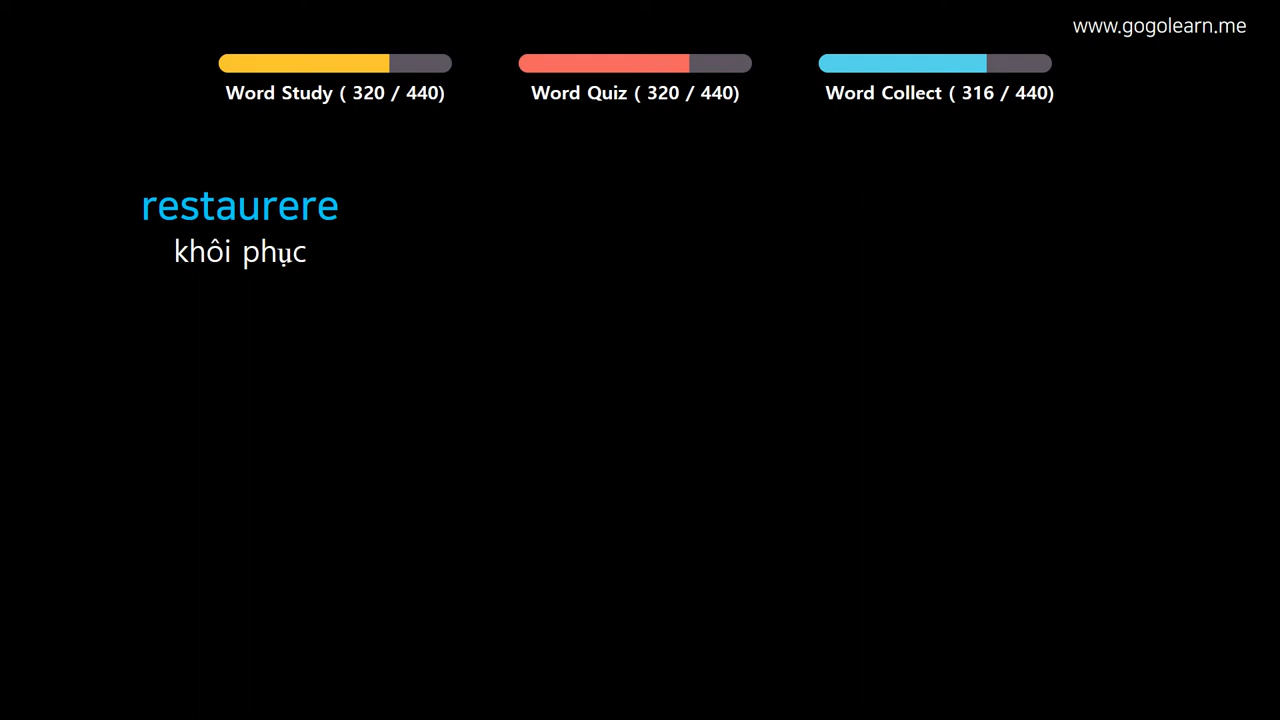 www.gogolearn.me
Word Study ( 320 / 440)
Word Quiz ( 320 / 440)
Word Collect ( 316 / 440)
restaurere
khôi phục